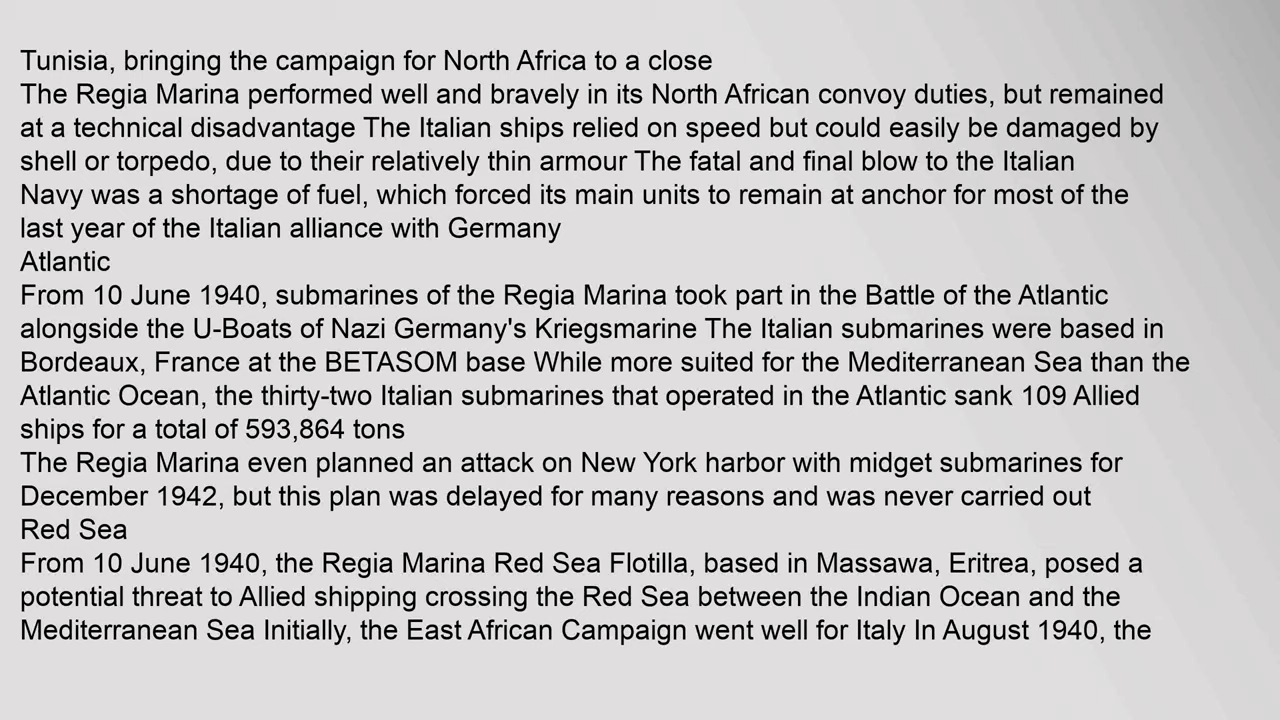 Tunisia, bringing the campaign for North Africa to a close
The Regia Marina performed well and bravely in its North African convoy duties, but remained
at a technical disadvantage The Italian ships relied on speed but could easily be damaged by
shell or torpedo, due to their relatively thin armour The fatal and final blow to the Italian
Navy was a shortage of fuel, which forced its main units to remain at anchor for most of the
last year of the Italian alliance with Germany
Atlantic
From 10 June 1940, submarines of the Regia Marina took part in the Battle of the Atlantic
alongside the U-Boats of Nazi Germany's Kriegsmarine The Italian submarines were based in
Bordeaux, France at the BETASOM base While more suited for the Mediterranean Sea than the
Atlantic Ocean, the thirty-two Italian submarines that operated in the Atlantic sank 109 Allied
ships for a total of 593,864 tons
The Regia Marina even planned an attack on New York harbor with midget submarines for
December 1942, but this plan was delayed for many reasons and was never carried out
Red Sea
From 10 June 1940, the Regia Marina Red Sea Flotilla, based in Massawa, Eritrea, posed a
potential threat to Allied shipping crossing the Red Sea between the Indian Ocean and the
Mediterranean Sea Initially, the East African Campaign went well for Italy In August 1940, the